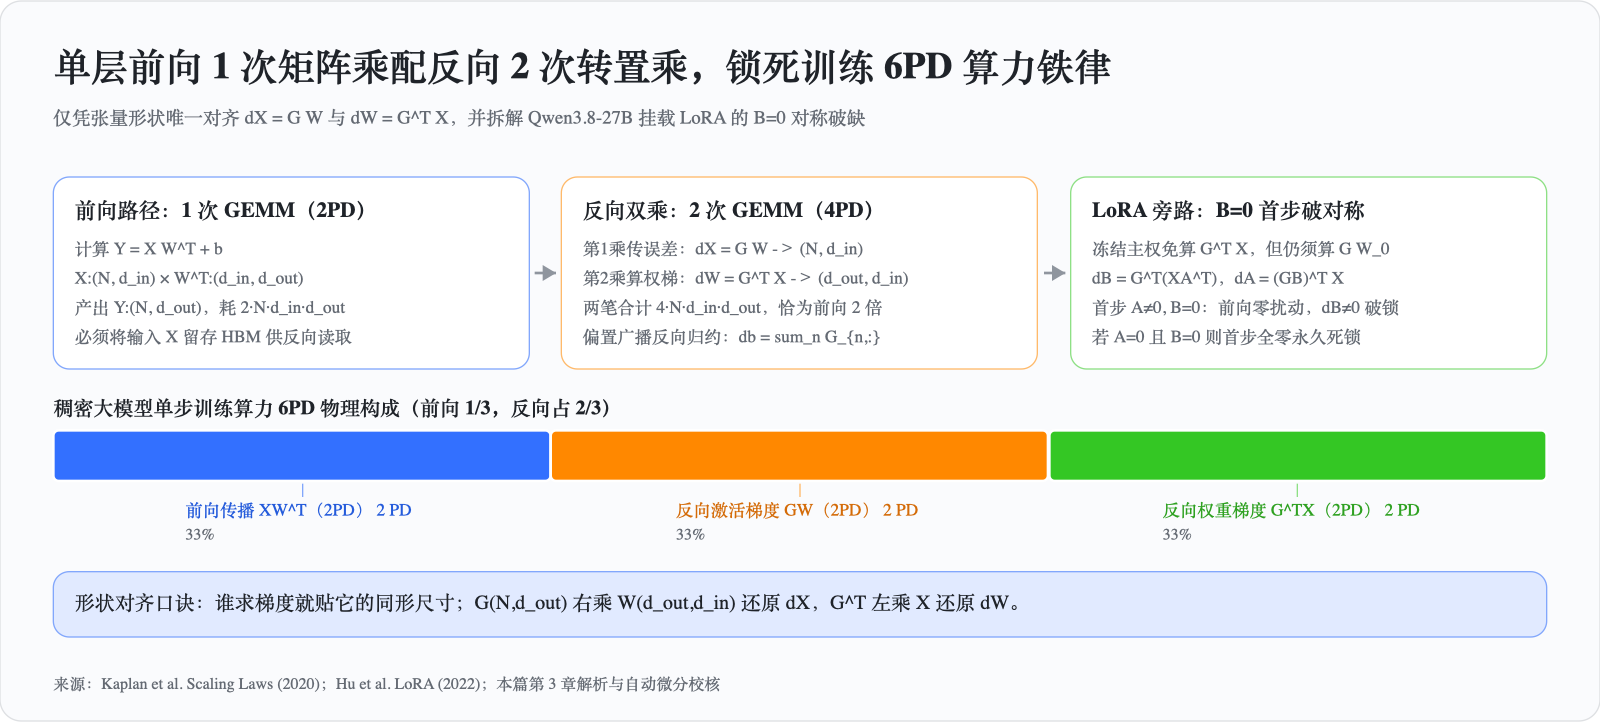 单层前向 1 次矩阵乘配反向 2 次转置乘，锁死训练 6PD 算力铁律
仅凭张量形状唯一对齐 dX = G W 与 dW = G^T X，并拆解 Qwen3.8-27B 挂载 LoRA 的 B=0 对称破缺
前向路径：1 次 GEMM（2PD）
计算 Y = X W^T + b
X:(N, d_in) × W^T:(d_in, d_out)
产出 Y:(N, d_out)，耗 2·N·d_in·d_out
必须将输入 X 留存 HBM 供反向读取
反向双乘：2 次 GEMM（4PD）
第1乘传误差：dX = G W -> (N, d_in)
第2乘算权梯：dW = G^T X -> (d_out, d_in)
两笔合计 4·N·d_in·d_out，恰为前向 2 倍
偏置广播反向归约：db = sum_n G_{n,:}
LoRA 旁路：B=0 首步破对称
冻结主权免算 G^T X，但仍须算 G W_0
dB = G^T(XA^T)，dA = (GB)^T X
首步 A≠0, B=0：前向零扰动，dB≠0 破锁
若 A=0 且 B=0 则首步全零永久死锁
稠密大模型单步训练算力 6PD 物理构成（前向 1/3，反向占 2/3）
前向传播 XW^T（2PD） 2 PD
33%
反向激活梯度 GW（2PD） 2 PD
33%
反向权重梯度 G^TX（2PD） 2 PD
33%
形状对齐口诀：谁求梯度就贴它的同形尺寸；G(N,d_out) 右乘 W(d_out,d_in) 还原 dX，G^T 左乘 X 还原 dW。
来源：Kaplan et al. Scaling Laws (2020)；Hu et al. LoRA (2022)；本篇第 3 章解析与自动微分校核